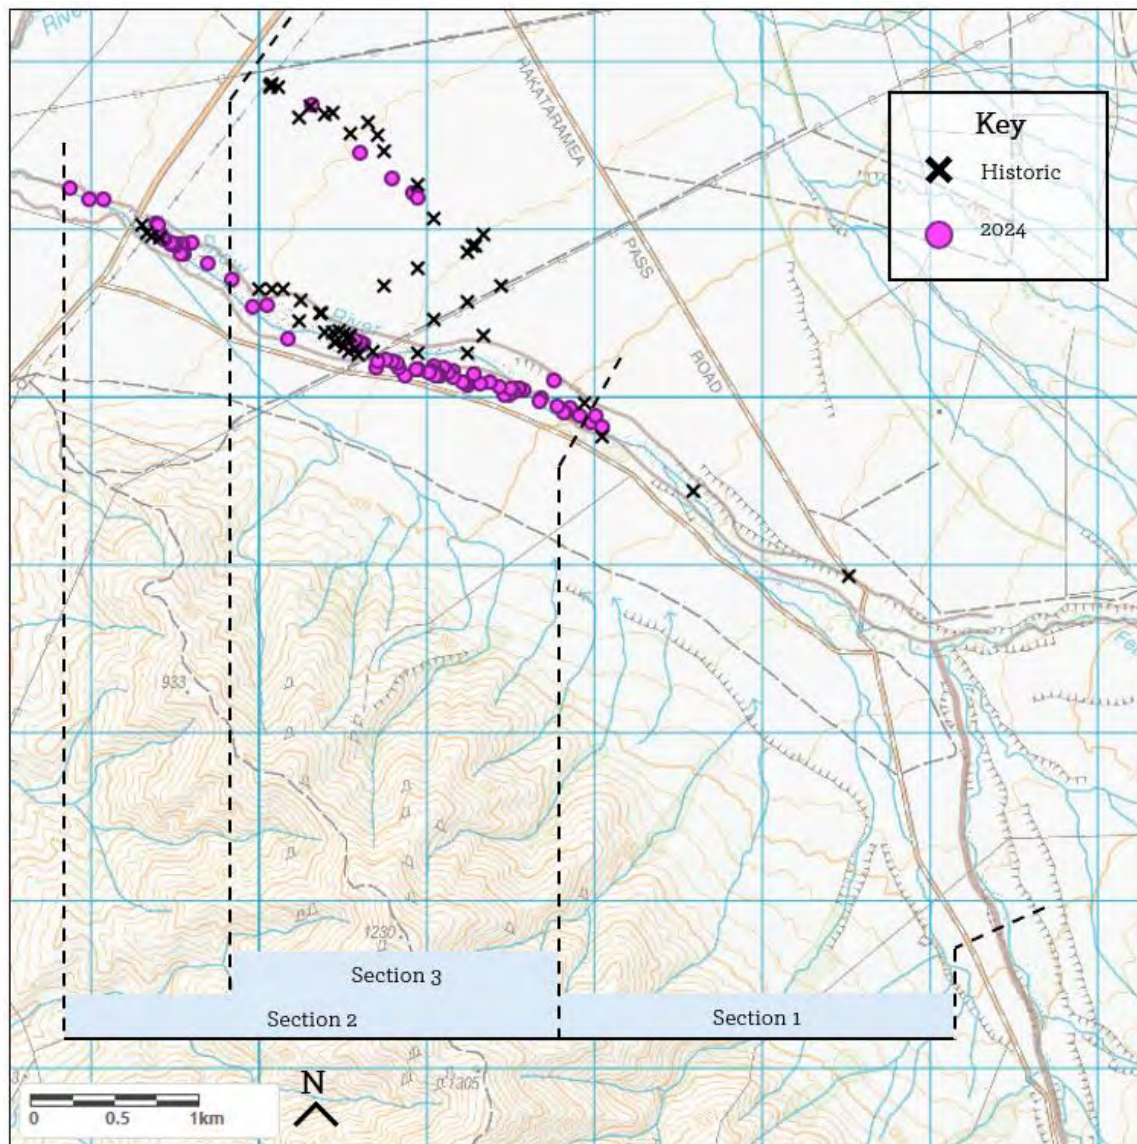 River
HAKATARAMEA
PASS
ROAD
Key
Historic
2024
River
933
1230
Section 3
Section 2
Section 1
1305
N
0
0.5
1km